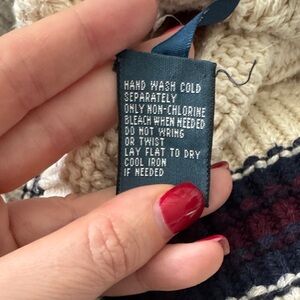 HAND WASH COLD
SEPARATELY
ONLY NON-CHLORINE
BLEACH WHEN NEEDED
DO NOT WRING
OR TWIST
LAY FLAT TO DRY
COOL IRON
IF NEEDED